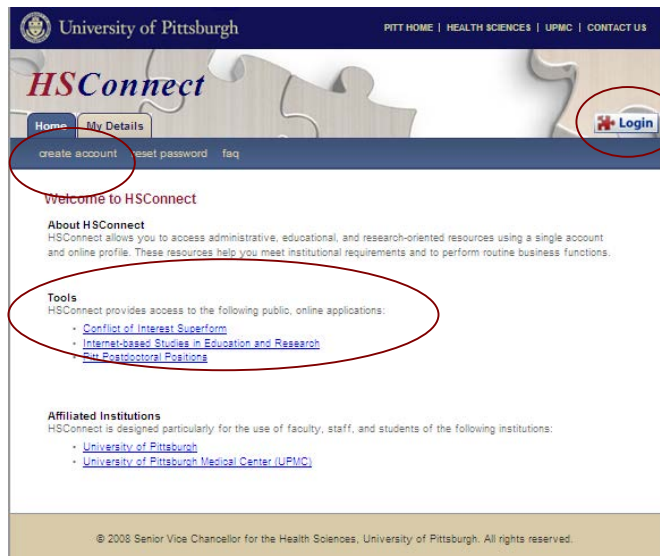 University of Pittsburgh
PITT HOME | HEALTH SCIENCES | UPMC | CONTACT US
HSConnect
Login
Home My Details
create account reset password faq
Welcome to HSConnect
About HSConnect
HSConnect allows you to access administrative, educational, and research-oriented resources using a single account
and online profile. These resources help you meet institutional requirements and to perform routine business functions.
Tools
HSConnect provides access to the following public, online applications:
• Conflict of Interest Superform
• Internet-based Studies in Education and Research
• Pitt Postdoctoral Positions
Affiliated Institutions
HSConnect is designed particularly for the use of faculty, staff, and students of the following institutions:
• University of Pittsburgh
• University of Pittsburgh Medical Center (UPMC)
© 2008 Senior Vice Chancellor for the Health Sciences, University of Pittsburgh. All rights reserved.